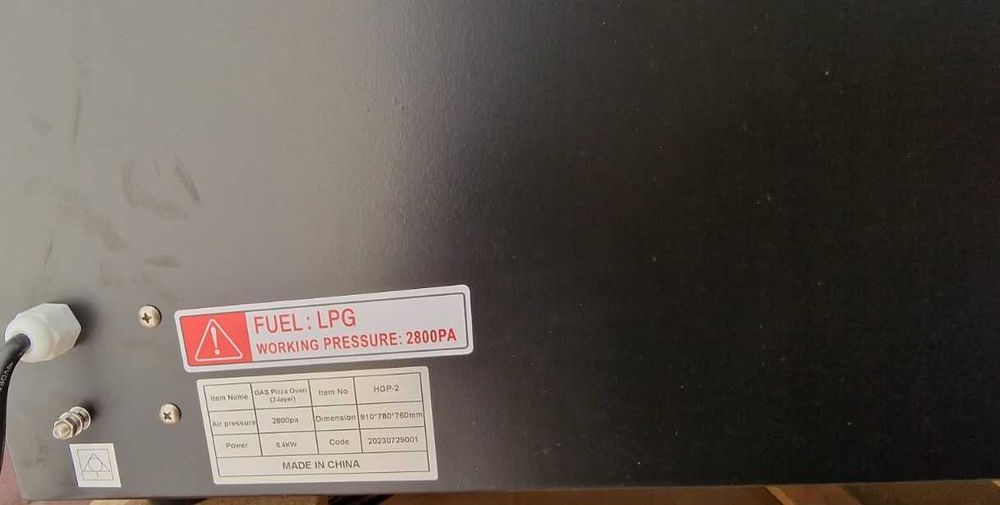 FUEL: LPG
WORKING PRESSURE: 2800PA
Item Name GAS Pizza Oven (2-layer) Item No HGP-2
Air pressure 2800pa Dimension 910*780*760mm
Power 8.4KW Code 20230729001
MADE IN CHINA